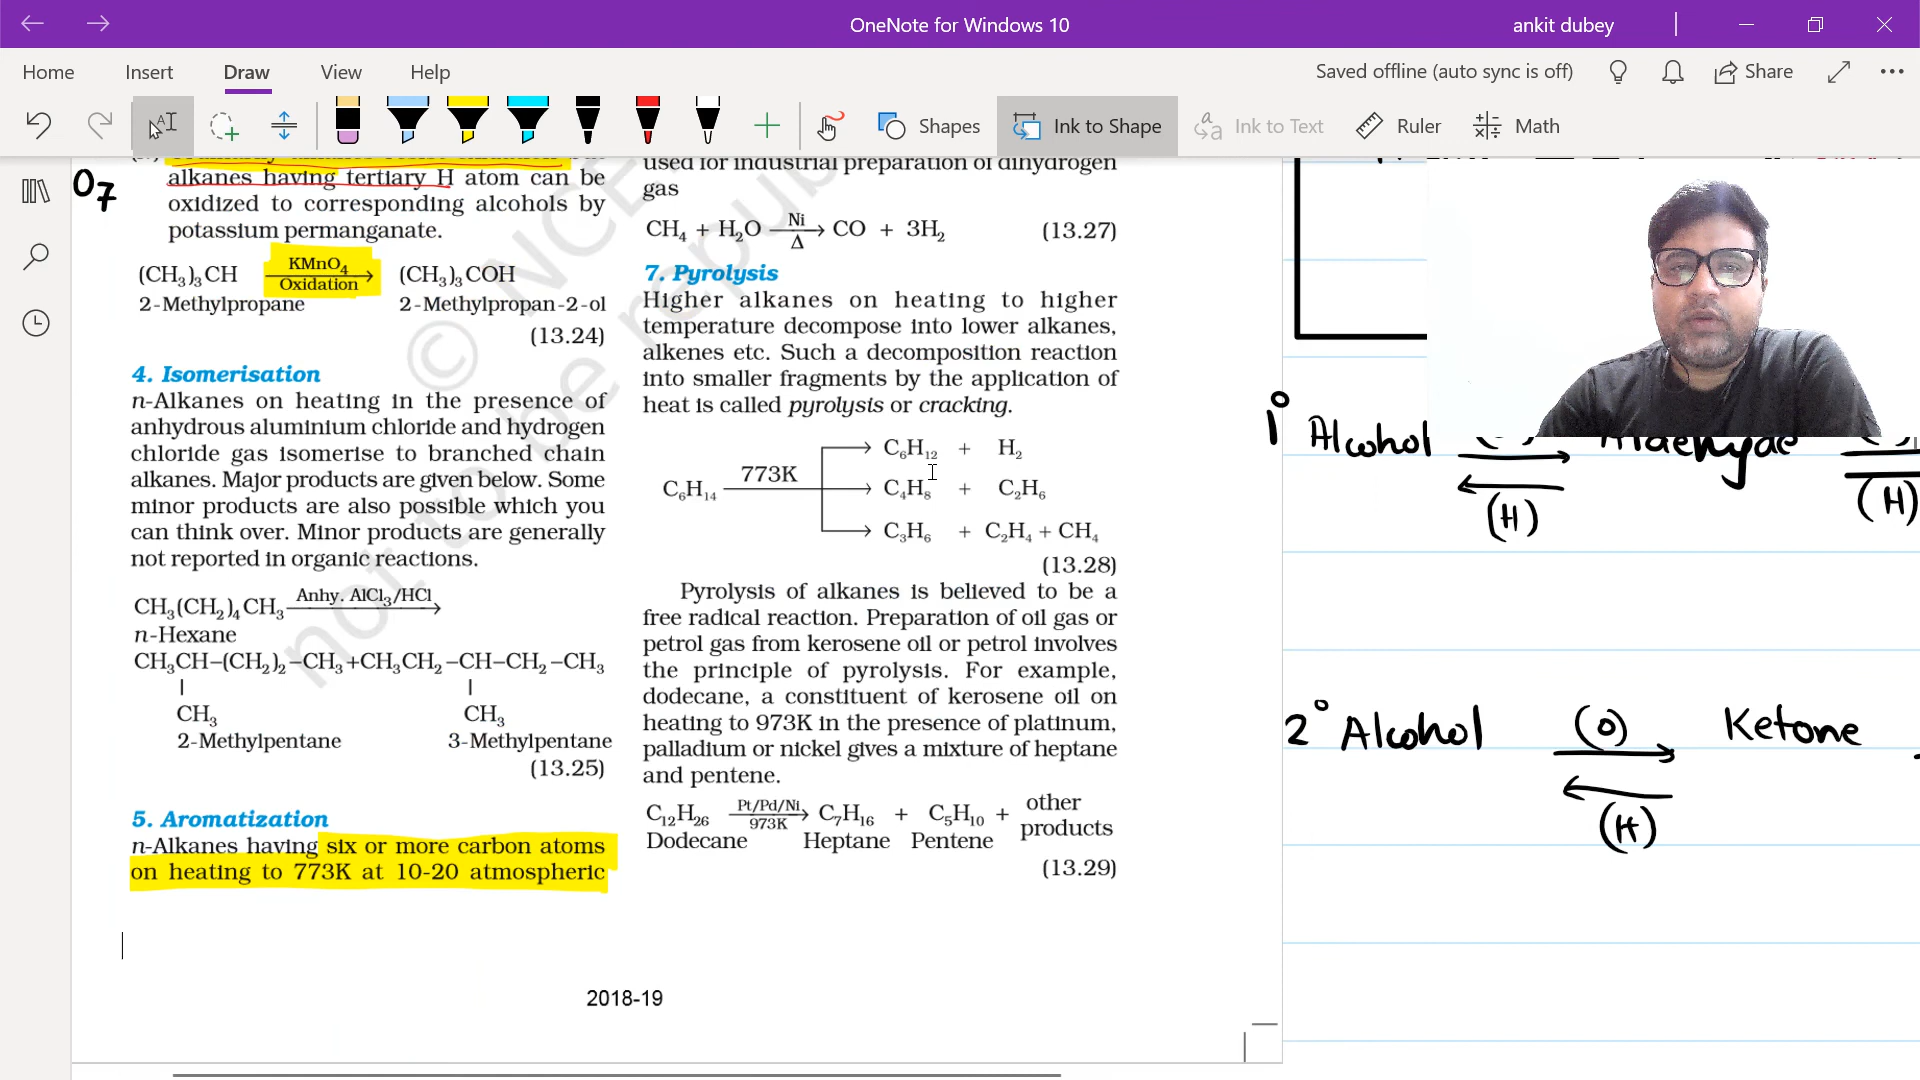 OneNote for Windows 10
ankit dubey
Home Insert Draw View Help
Saved offline (auto sync is off) Share
Shapes Ink to Shape Ink to Text Ruler Math
O7
alkanes having tertiary H atom can be
oxidized to corresponding alcohols by
potassium permanganate.
(CH₃)₃CH KMnO₄ Oxidation → (CH₃)₃COH
2-Methylpropane 2-Methylpropan-2-ol
(13.24)
4. Isomerisation
n-Alkanes on heating in the presence of
anhydrous aluminium chloride and hydrogen
chloride gas isomerise to branched chain
alkanes. Major products are given below. Some
minor products are also possible which you
can think over. Minor products are generally
not reported in organic reactions.
CH₃(CH₂)₄CH₃ Anhy. AlCl₃/HCl →
n-Hexane
CH₃CH–(CH₂)₂–CH₃+CH₃CH₂–CH–CH₂–CH₃
| |
CH₃ CH₃
2-Methylpentane 3-Methylpentane
(13.25)
5. Aromatization
n-Alkanes having six or more carbon atoms
on heating to 773K at 10-20 atmospheric
used for industrial preparation of dihydrogen
gas
CH₄ + H₂O Ni Δ → CO + 3H₂ (13.27)
7. Pyrolysis
Higher alkanes on heating to higher
temperature decompose into lower alkanes,
alkenes etc. Such a decomposition reaction
into smaller fragments by the application of
heat is called pyrolysis or cracking.
→ C₆H₁₂ + H₂
C₆H₁₄ 773K → C₄H₈ + C₂H₆
→ C₃H₆ + C₂H₄ + CH₄
(13.28)
Pyrolysis of alkanes is believed to be a
free radical reaction. Preparation of oil gas or
petrol gas from kerosene oil or petrol involves
the principle of pyrolysis. For example,
dodecane, a constituent of kerosene oil on
heating to 973K in the presence of platinum,
palladium or nickel gives a mixture of heptane
and pentene.
C₁₂H₂₆ Pt/Pd/Ni 973K → C₇H₁₆ + C₅H₁₀ + other products
Dodecane Heptane Pentene
(13.29)
2018-19
© not to be
1° Alcohol ⇌ (H) Aldehyde ⇌ (H)
2° Alcohol (O) ⇌ (H) Ketone